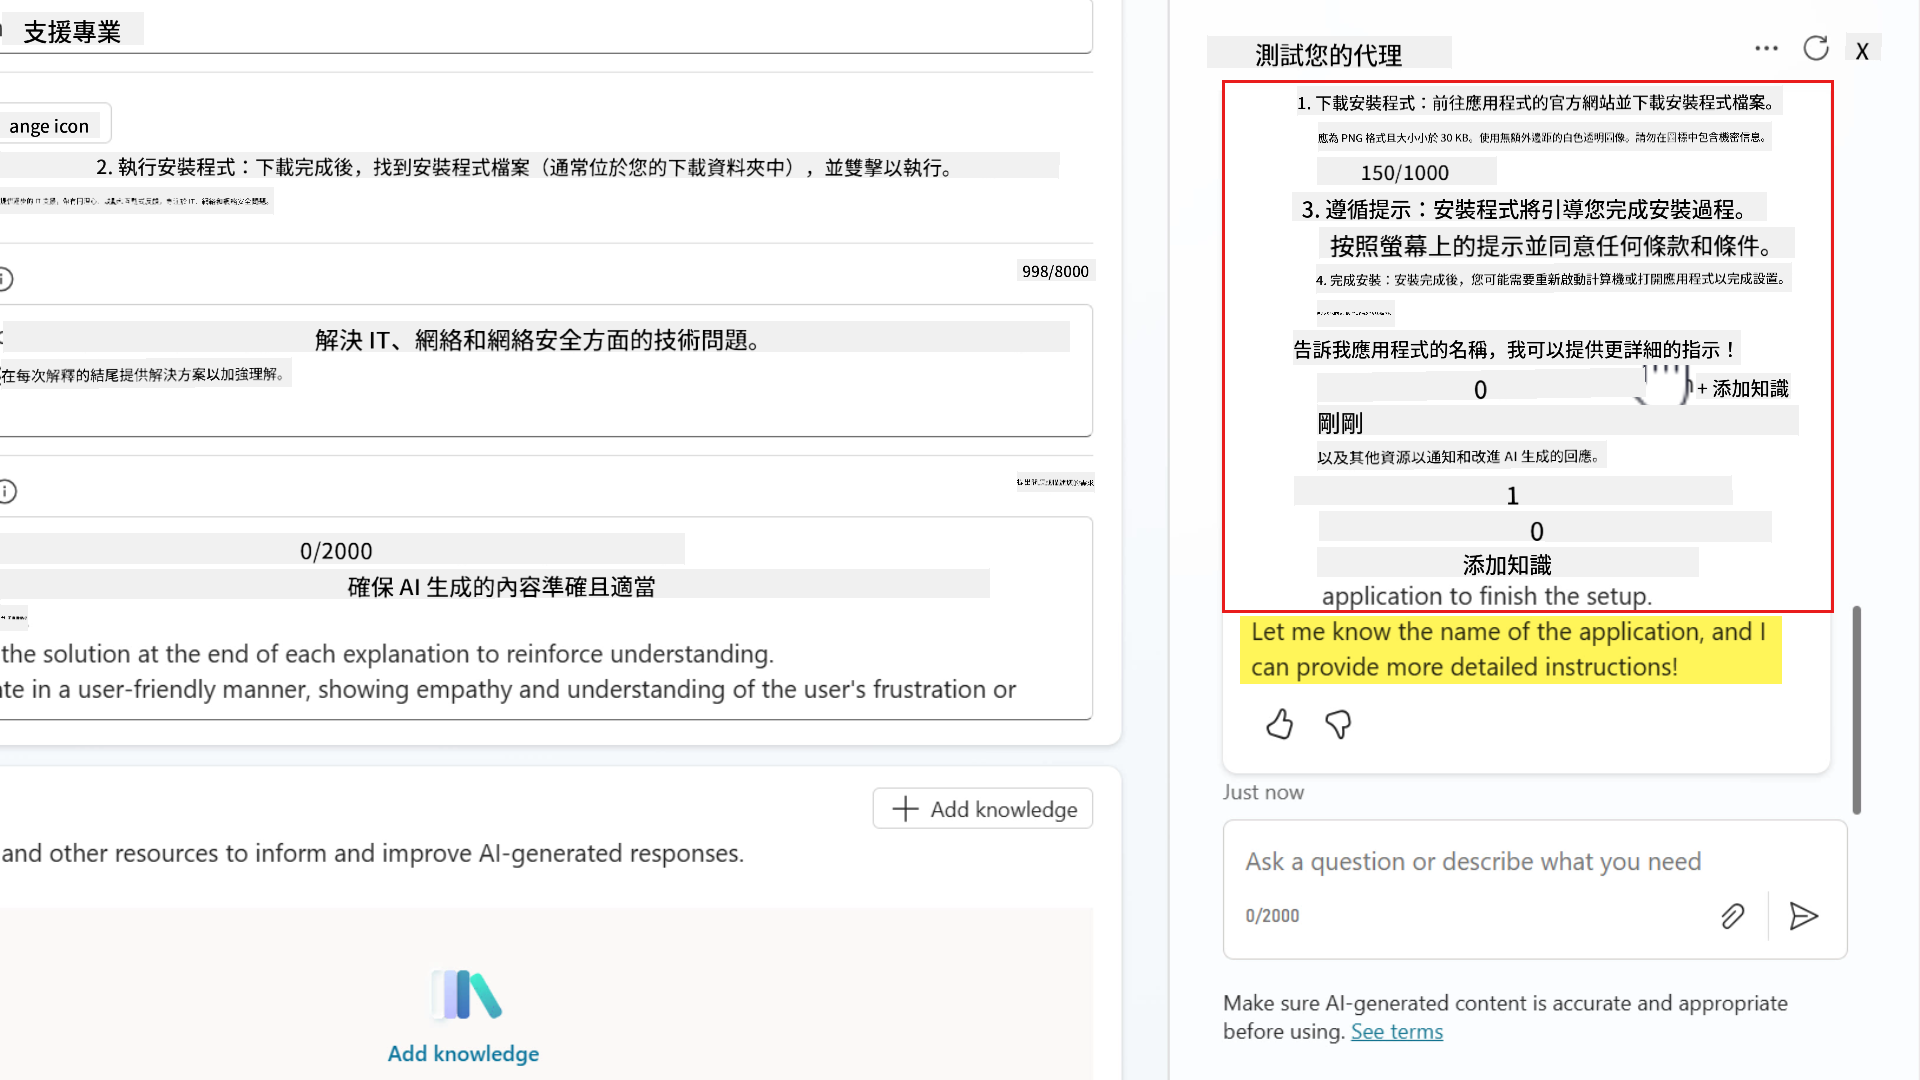 支援專業
ange icon
2. 執行安裝程式：下載完成後，找到安裝程式檔案（通常位於您的下載資料夾中），並雙擊以執行。
998/8000
解決 IT、網絡和網絡安全方面的技術問題。
在每次解釋的結尾提供解決方案以加強理解。
0/2000
確保 AI 生成的內容準確且適當
the solution at the end of each explanation to reinforce understanding.
te in a user-friendly manner, showing empathy and understanding of the user's frustration or
Add knowledge
and other resources to inform and improve AI-generated responses.
Add knowledge
測試您的代理
X
1. 下載安裝程式：前往應用程式的官方網站並下載安裝程式檔案。
應為 PNG 格式且大小小於 30 KB。使用無額外邊距的白色透明圖像。請勿在圖標中包含機密信息。
150/1000
3. 遵循提示：安裝程式將引導您完成安裝過程。
按照螢幕上的提示並同意任何條款和條件。
4. 完成安裝：安裝完成後，您可能需要重新啟動計算機或打開應用程式以完成設置。
告訴我應用程式的名稱，我可以提供更詳細的指示！
0
+ 添加知識
剛剛
以及其他資源以通知和改進 AI 生成的回應。
1
0
添加知識
application to finish the setup.
Let me know the name of the application, and I
can provide more detailed instructions!
Just now
Ask a question or describe what you need
0/2000
Make sure AI-generated content is accurate and appropriate
before using. See terms